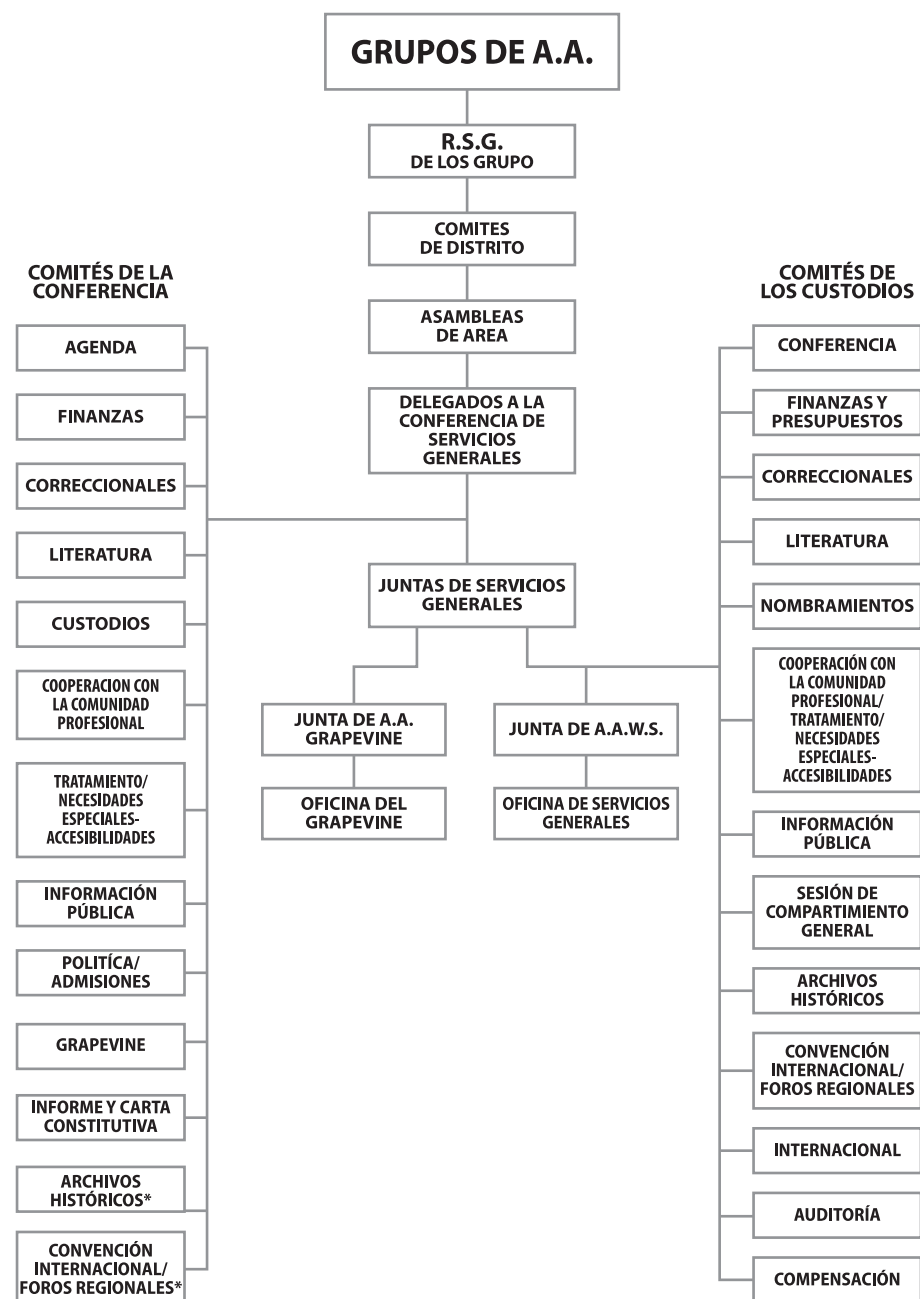 GRUPOS DE A.A.
R.S.G.
DE LOS GRUPO
COMITES
DE DISTRITO
ASAMBLEAS
DE AREA
DELEGADOS A LA
CONFERENCIA DE
SERVICIOS
GENERALES
JUNTAS DE SERVICIOS
GENERALES
JUNTA DE A.A.
GRAPEVINE
OFICINA DEL
GRAPEVINE
JUNTA DE A.A.W.S.
OFICINA DE SERVICIOS
GENERALES
COMITÉS DE LA
CONFERENCIA
AGENDA
FINANZAS
CORRECCIONALES
LITERATURA
CUSTODIOS
COOPERACION CON
LA COMUNIDAD
PROFESIONAL
TRATAMIENTO/
NECESIDADES
ESPECIALES-
ACCESIBILIDADES
INFORMACIÓN
PÚBLICA
POLITÍCA/
ADMISIONES
GRAPEVINE
INFORME Y CARTA
CONSTITUTIVA
ARCHIVOS
HISTÓRICOS*
CONVENCIÓN
INTERNACIONAL/
FOROS REGIONALES*
COMITÉS DE
LOS CUSTODIOS
CONFERENCIA
FINANZAS Y
PRESUPUESTOS
CORRECCIONALES
LITERATURA
NOMBRAMIENTOS
COOPERACIÓN CON
LA COMUNIDAD
PROFESIONAL/
TRATAMIENTO/
NECESIDADES
ESPECIALES-
ACCESIBILIDADES
INFORMACIÓN
PÚBLICA
SESIÓN DE
COMPARTIMIENTO
GENERAL
ARCHIVOS
HISTÓRICOS
CONVENCIÓN
INTERNACIONAL/
FOROS REGIONALES
INTERNACIONAL
AUDITORÍA
COMPENSACIÓN